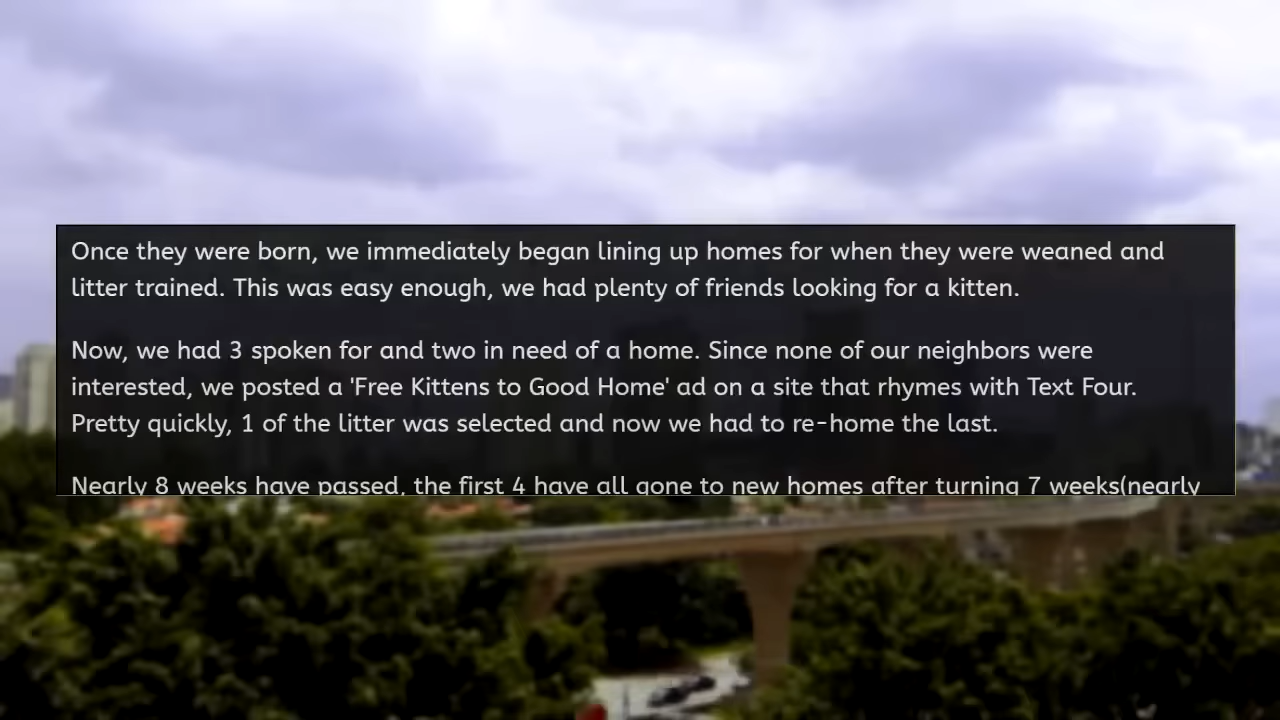 Once they were born, we immediately began lining up homes for when they were weaned and
litter trained. This was easy enough, we had plenty of friends looking for a kitten.
Now, we had 3 spoken for and two in need of a home. Since none of our neighbors were
interested, we posted a 'Free Kittens to Good Home' ad on a site that rhymes with Text Four.
Pretty quickly, 1 of the litter was selected and now we had to re-home the last.
Nearly 8 weeks have passed, the first 4 have all gone to new homes after turning 7 weeks(nearly